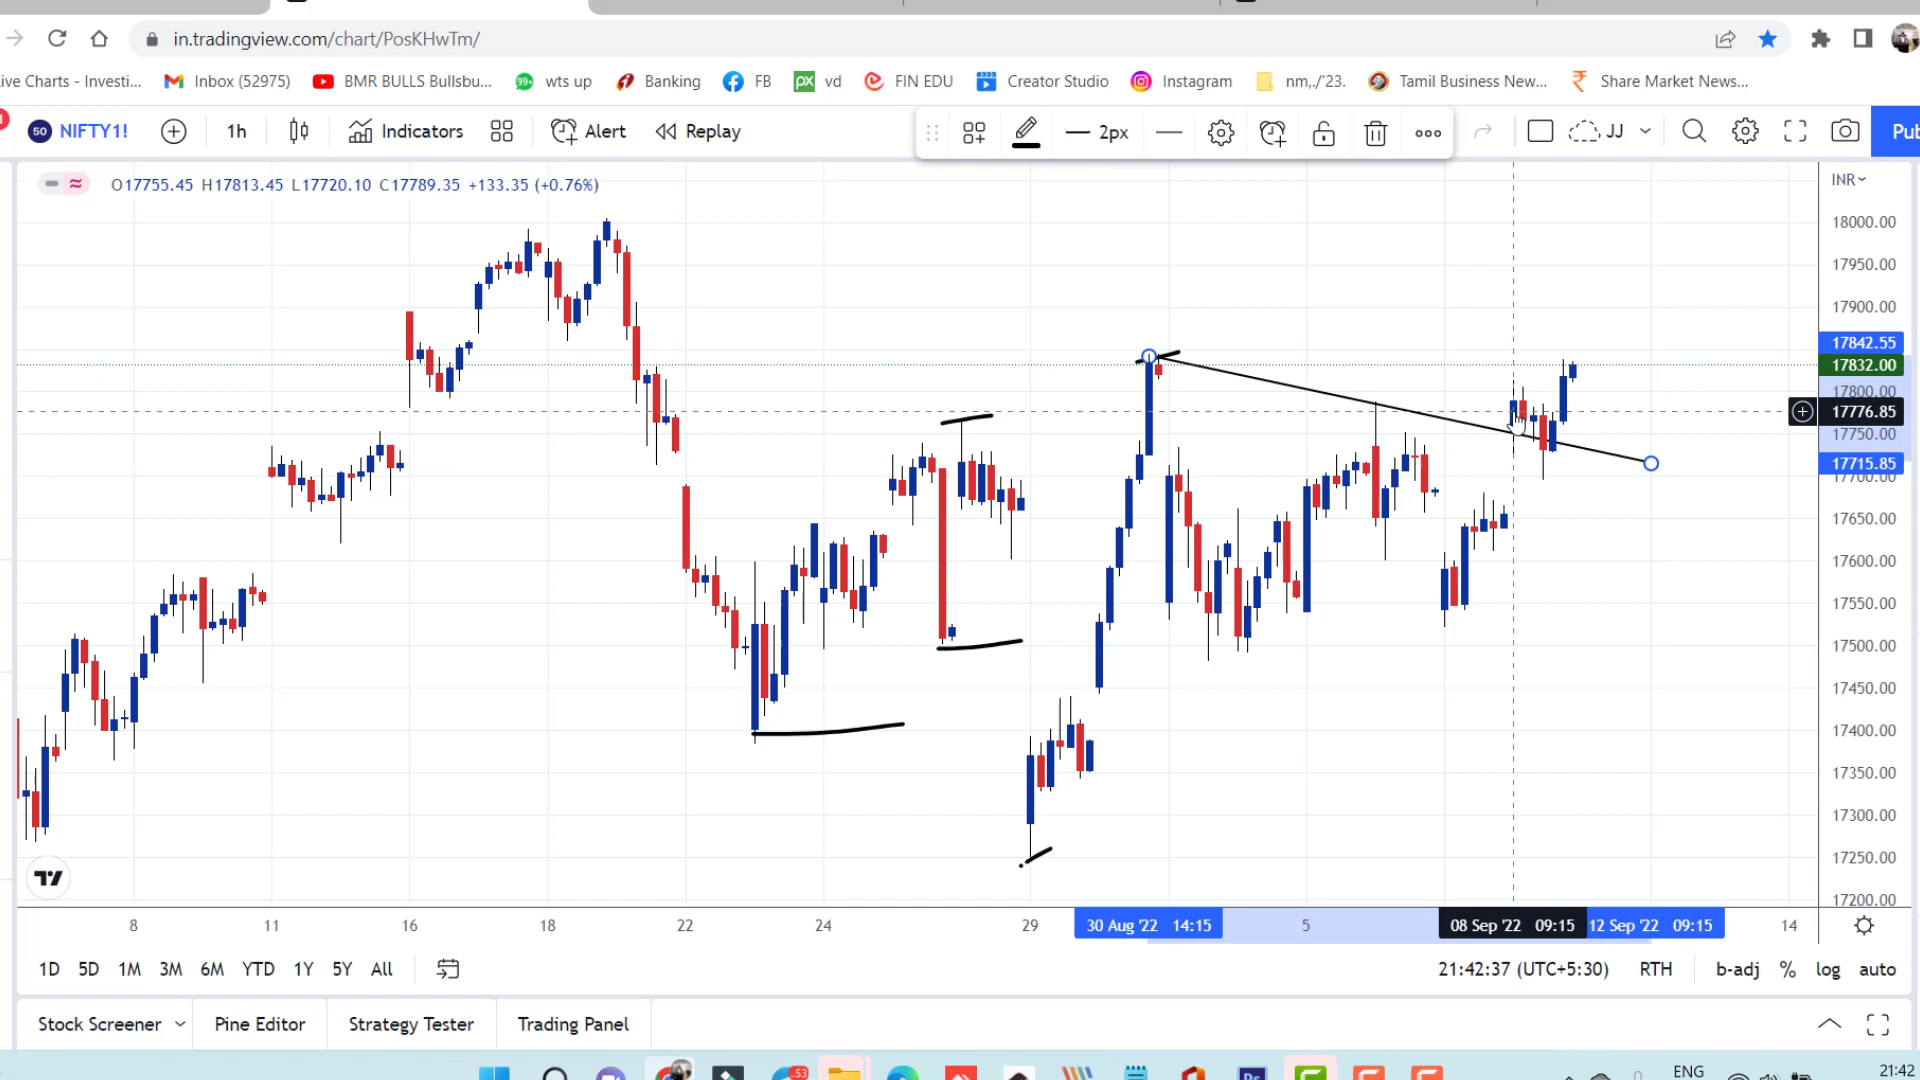 in.tradingview.com/chart/PosKHwTm/
ive Charts - Investi... Inbox (52975) BMR BULLS Bullsbu... 99+ wts up Banking FB px vd FIN EDU Creator Studio Instagram nm,./'23. Tamil Business New... Share Market News...
50 NIFTY1! 1h Indicators Alert Replay 2px JJ Pub
O17755.45 H17813.45 L17720.10 C17789.35 +133.35 (+0.76%)
INR
18000.00
17950.00
17900.00
17842.55
17832.00
17800.00
17776.85
17750.00
17715.85
17700.00
17650.00
17600.00
17550.00
17500.00
17450.00
17400.00
17350.00
17300.00
17250.00
17200.00
8 11 16 18 22 24 29 30 Aug '22 14:15 5 08 Sep '22 09:15 12 Sep '22 09:15 14
1D 5D 1M 3M 6M YTD 1Y 5Y All 21:42:37 (UTC+5:30) RTH b-adj % log auto
Stock Screener Pine Editor Strategy Tester Trading Panel
53 ENG 21:42